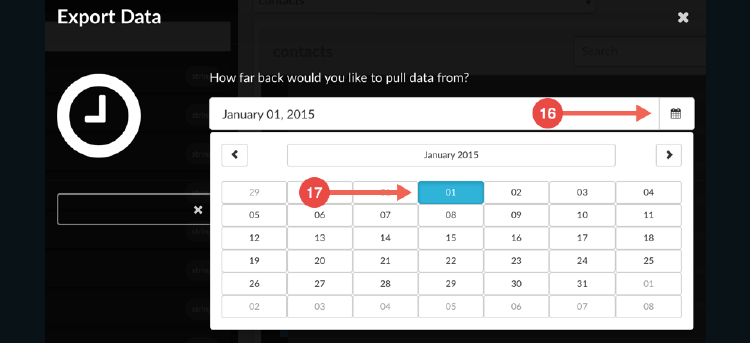 contacts
Export Data
contacts
Search
How far back would you like to pull data from?
January 01, 2015
16
January 2015
17
29 01 02 03 04
05 06 07 08 09 10 11
12 13 14 15 16 17 18
19 20 21 22 23 24 25
26 27 28 29 30 31 01
02 03 04 05 06 07 08